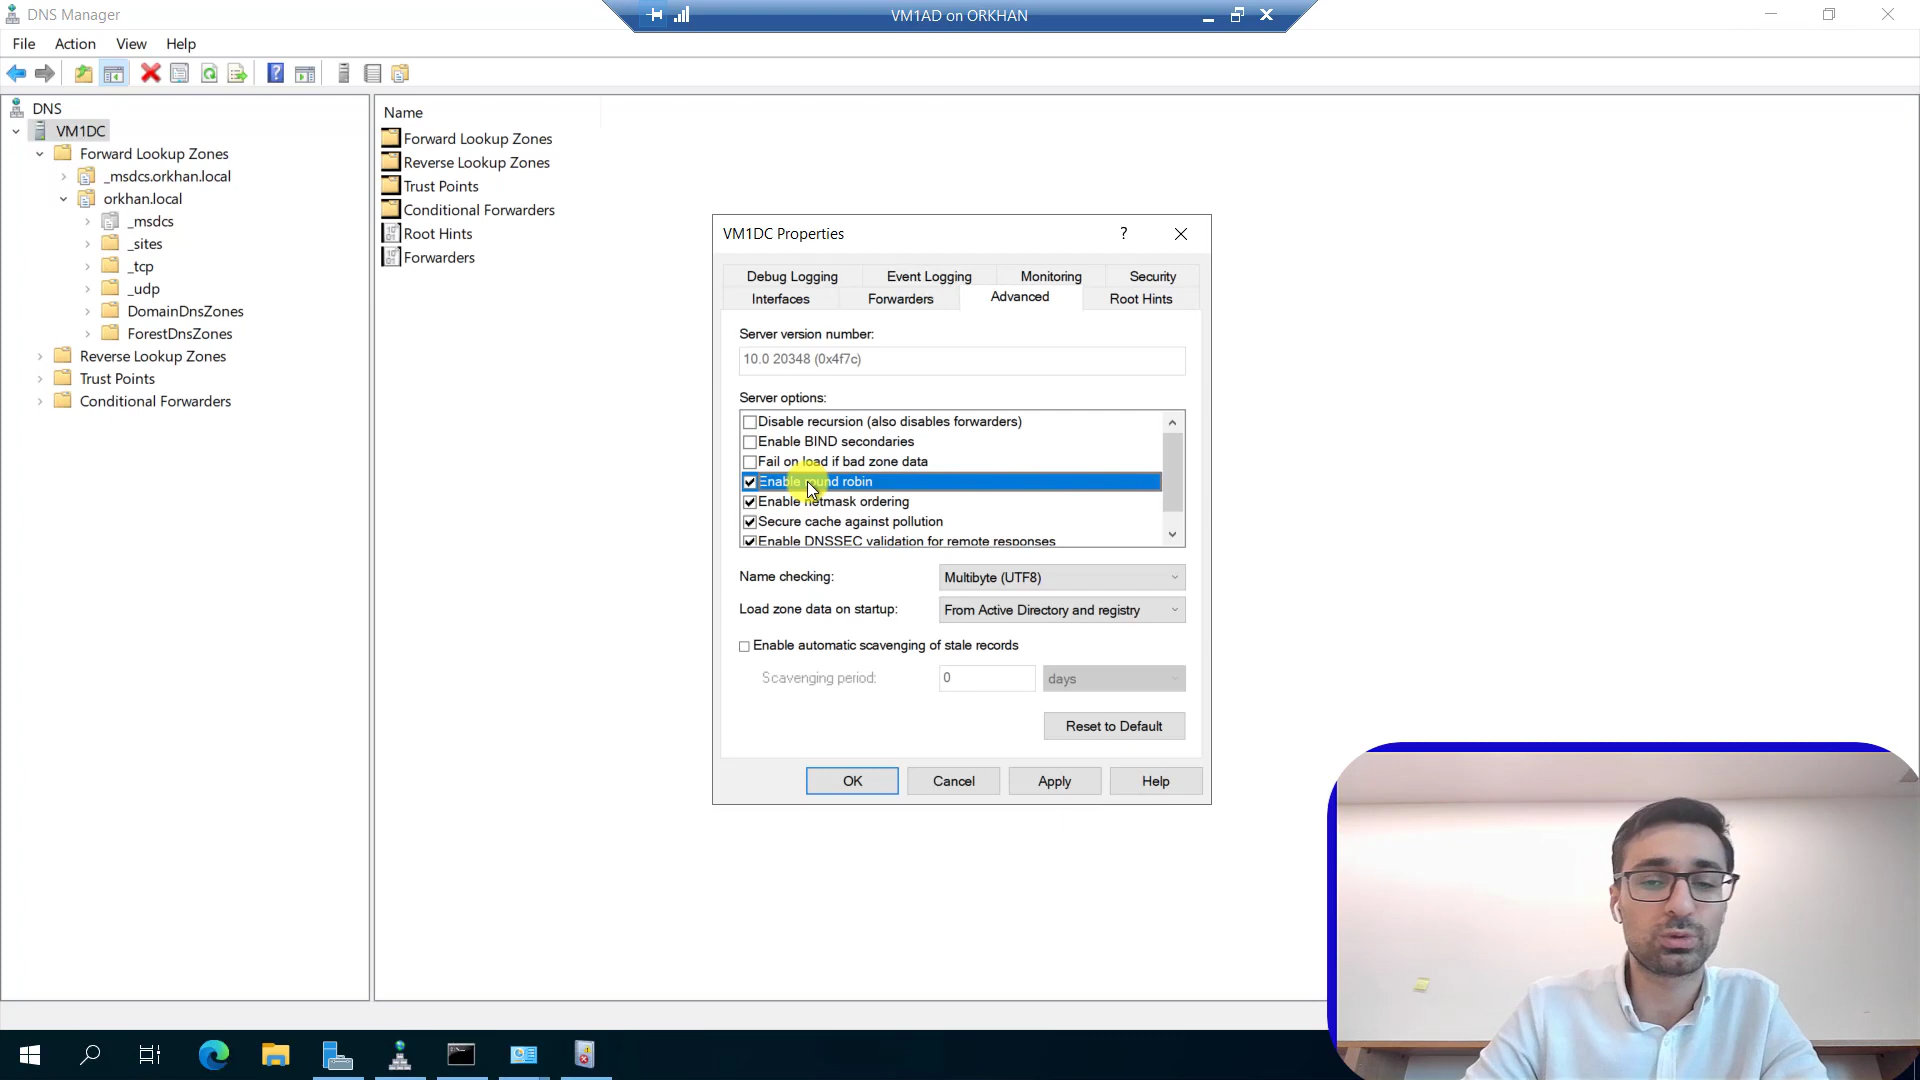 DNS Manager
VM1AD on ORKHAN
File Action View Help
DNS
VM1DC
Forward Lookup Zones
_msdcs.orkhan.local
orkhan.local
_msdcs
_sites
_tcp
_udp
DomainDnsZones
ForestDnsZones
Reverse Lookup Zones
Trust Points
Conditional Forwarders
Name
Forward Lookup Zones
Reverse Lookup Zones
Trust Points
Conditional Forwarders
Root Hints
Forwarders
VM1DC Properties
Debug Logging Event Logging Monitoring Security
Interfaces Forwarders Advanced Root Hints
Server version number:
10.0 20348 (0x4f7c)
Server options:
Disable recursion (also disables forwarders)
Enable BIND secondaries
Fail on load if bad zone data
Enable round robin
Enable netmask ordering
Secure cache against pollution
Enable DNSSEC validation for remote responses
Name checking: Multibyte (UTF8)
Load zone data on startup: From Active Directory and registry
Enable automatic scavenging of stale records
Scavenging period: 0 days
Reset to Default
OK Cancel Apply Help